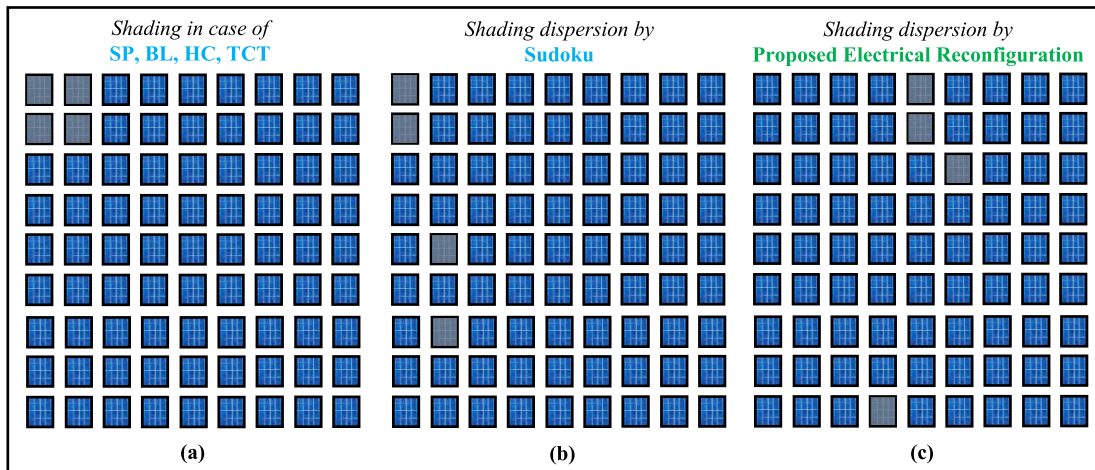 Shading in case of
SP, BL, HC, TCT
Shading dispersion by
Sudoku
Shading dispersion by
Proposed Electrical Reconfiguration
(a)
(b)
(c)